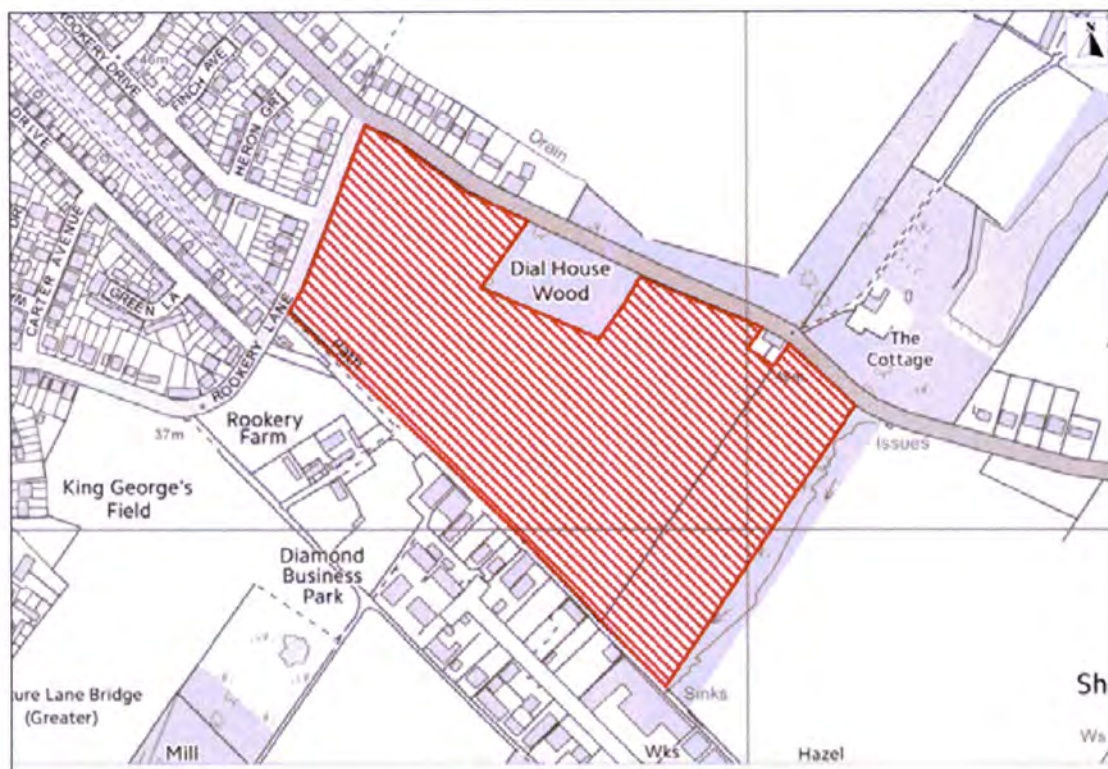 N
ROOKERY DRIVE
46m
FINCH AVE
HERON GRT
DRIVE
Drain
CARTER AVENUE
GREEN LA
ROOKERY LANE
Path
Dial House
Wood
The
Cottage
Issues
37m
Rookery
Farm
King George's
Field
Diamond
Business
Park
ure Lane Bridge
(Greater)
Mill
Sinks
Wks
Hazel
Sh
Ws